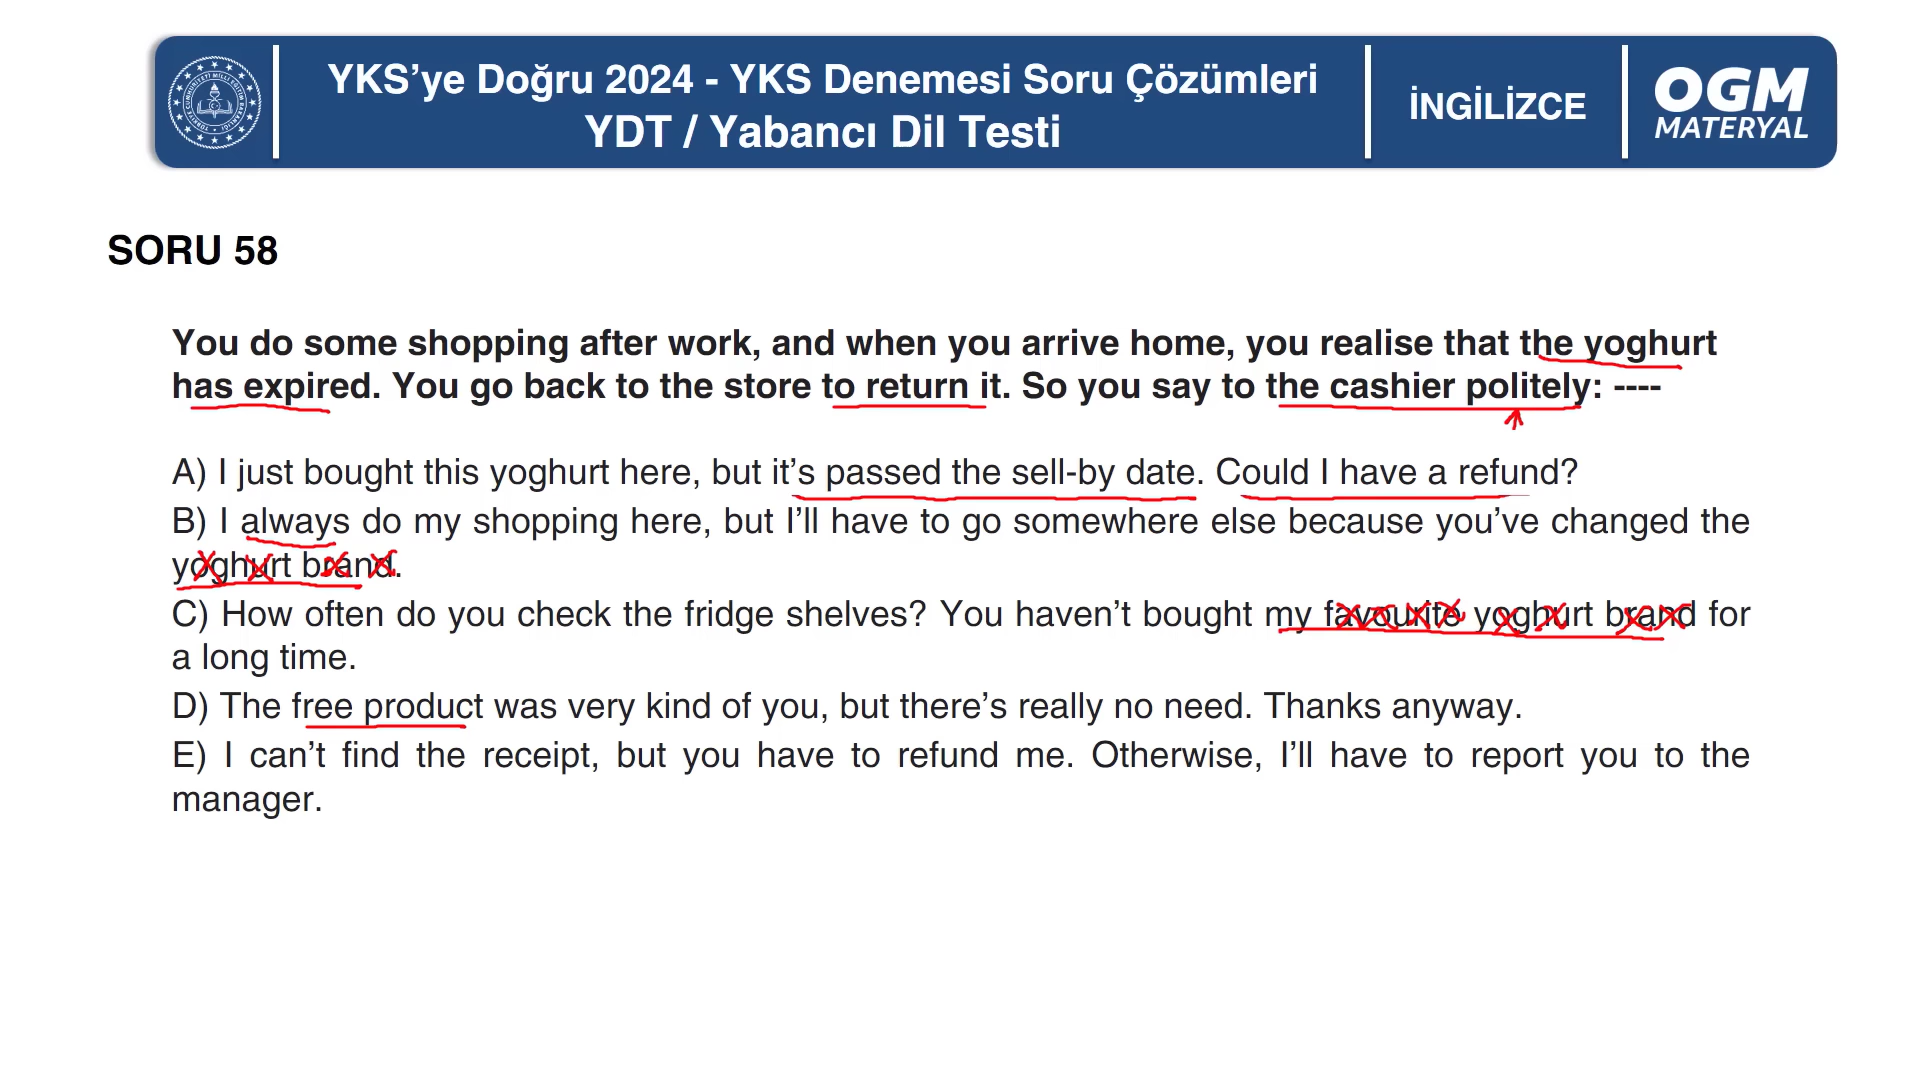 YKS'ye Doğru 2024 - YKS Denemesi Soru Çözümleri
YDT / Yabancı Dil Testi
İNGİLİZCE
OGM
MATERYAL
SORU 58
You do some shopping after work, and when you arrive home, you realise that the yoghurt
has expired. You go back to the store to return it. So you say to the cashier politely: ----
A) I just bought this yoghurt here, but it's passed the sell-by date. Could I have a refund?
B) I always do my shopping here, but I'll have to go somewhere else because you've changed the
yoghurt brand.
C) How often do you check the fridge shelves? You haven't bought my favourite yoghurt brand for
a long time.
D) The free product was very kind of you, but there's really no need. Thanks anyway.
E) I can't find the receipt, but you have to refund me. Otherwise, I'll have to report you to the
manager.